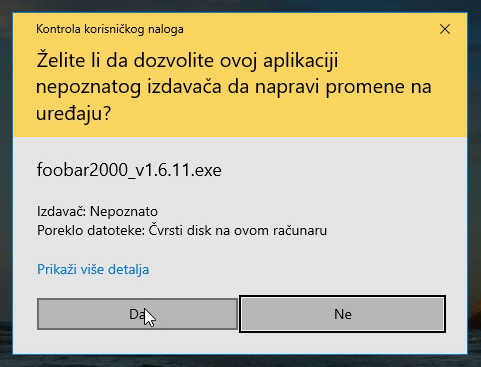 Kontrola korisničkog naloga
Želite li da dozvolite ovoj aplikaciji
nepoznatog izdavača da napravi promene na
uređaju?
foobar2000_v1.6.11.exe
Izdavač: Nepoznato
Poreklo datoteke: Čvrsti disk na ovom računaru
Prikaži više detalja
Da
Ne